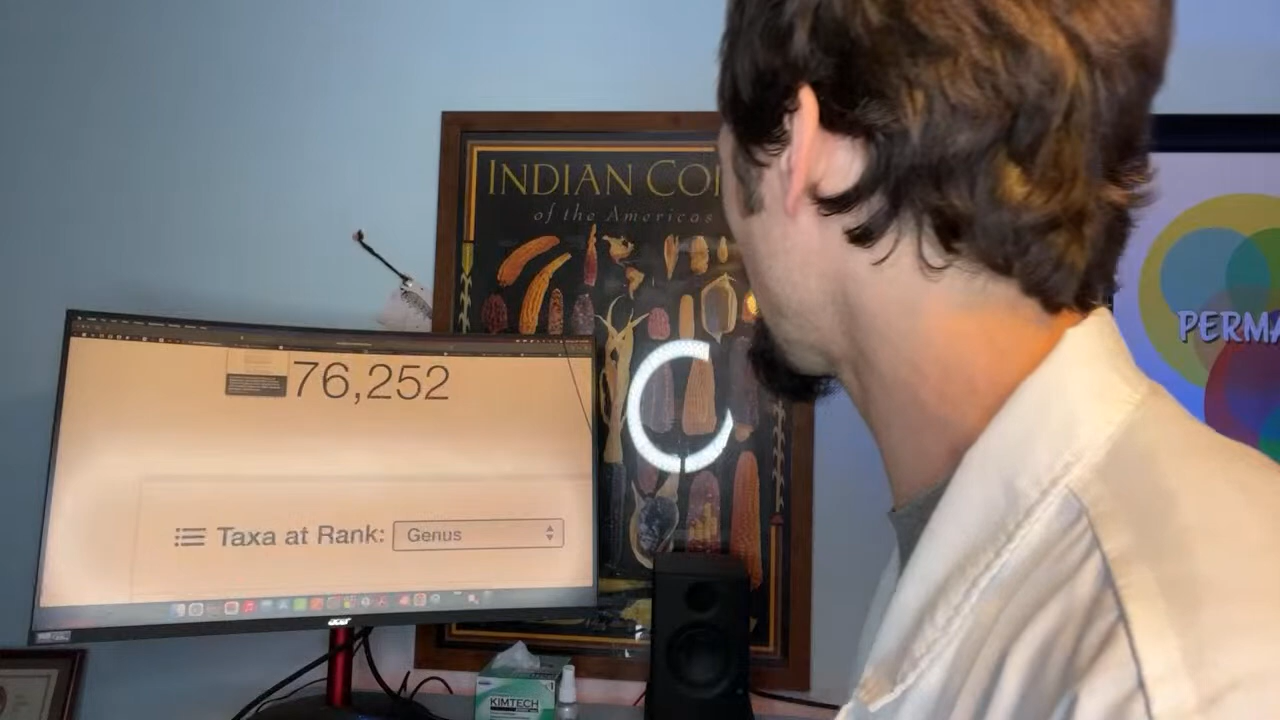 INDIAN CO
of the Americas
PERMA
76,252
Taxa at Rank: Genus
acer
KIMTECH